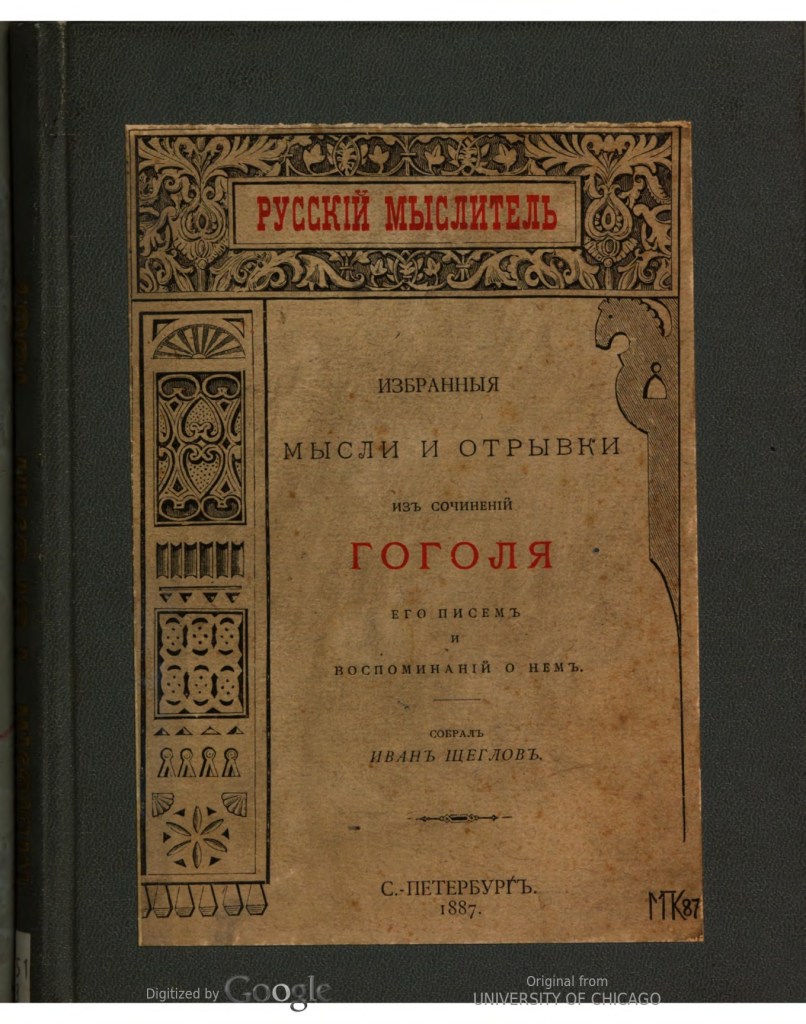 РУССКІЙ МЫСЛИТЕЛЬ
ИЗБРАННЫЯ
МЫСЛИ И ОТРЫВКИ
ИЗЪ СОЧИНЕНІЙ
ГОГОЛЯ
ЕГО ПИСЕМЪ
И
ВОСПОМИНАНІЙ О НЕМЪ.
СОБРАЛЪ
ИВАНЪ ЩЕГЛОВЪ.
С.-ПЕТЕРБУРГЪ.
1887.
МПК87
Digitized by Google
Original from
UNIVERSITY OF CHICAGO